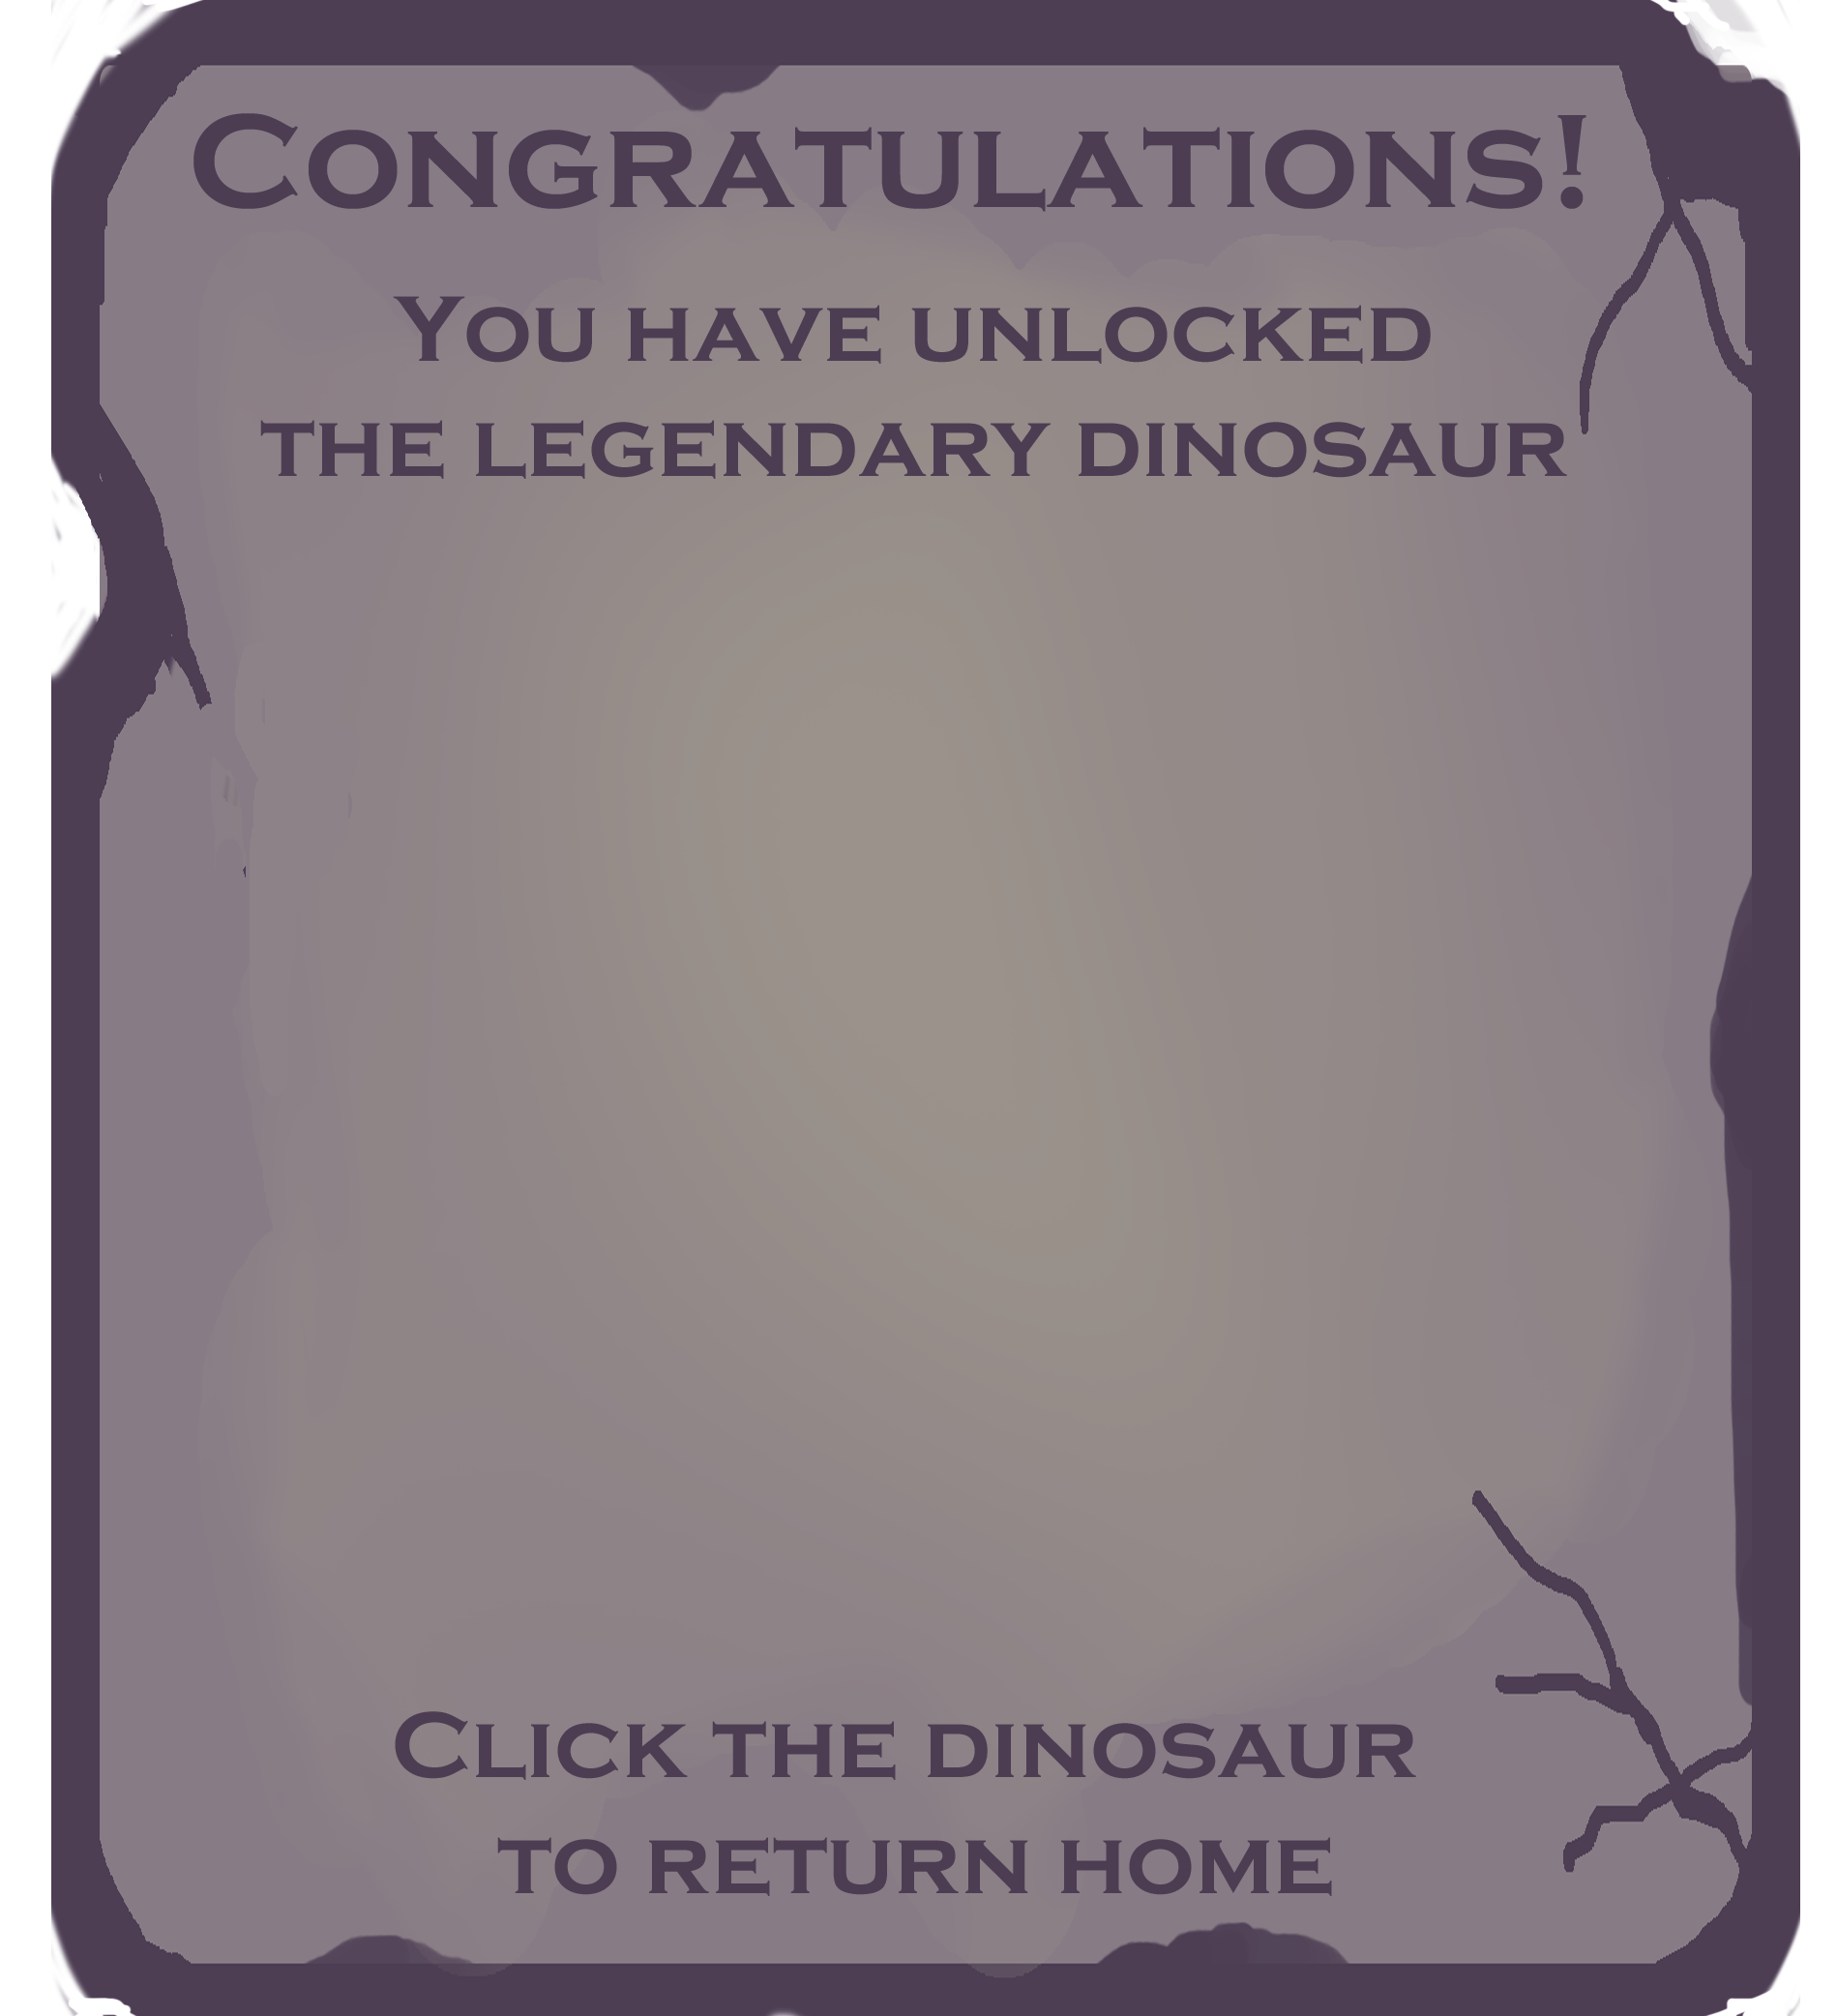 Congratulations!
You have unlocked
the legendary dinosaur
Click the dinosaur
to return home